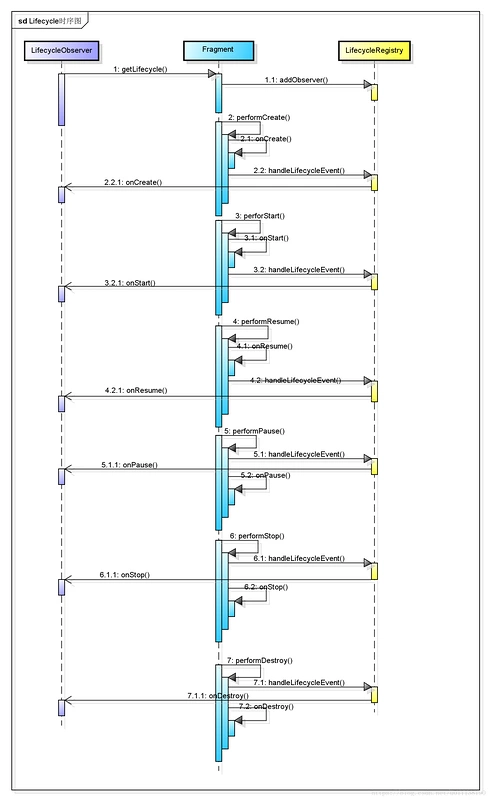 sd Lifecycle时序图
LifecycleObserver
Fragment
LifecycleRegistry
1: getLifecycle()
1.1: addObserver()
2: performCreate()
2.1: onCreate()
2.2: handleLifecycleEvent()
2.2.1: onCreate()
3: perforStart()
3.1: onStart()
3.2: handleLifecycleEvent()
3.2.1: onStart()
4: performResume()
4.1: onResume()
4.2: handleLifecycleEvent()
4.2.1: onResume()
5: performPause()
5.1: handleLifecycleEvent()
5.1.1: onPause()
5.2: onPause()
6: performStop()
6.1: handleLifecycleEvent()
6.1.1: onStop()
6.2: onStop()
7: performDestroy()
7.1: handleLifecycleEvent()
7.1.1: onDestroy()
7.2: onDestroy()